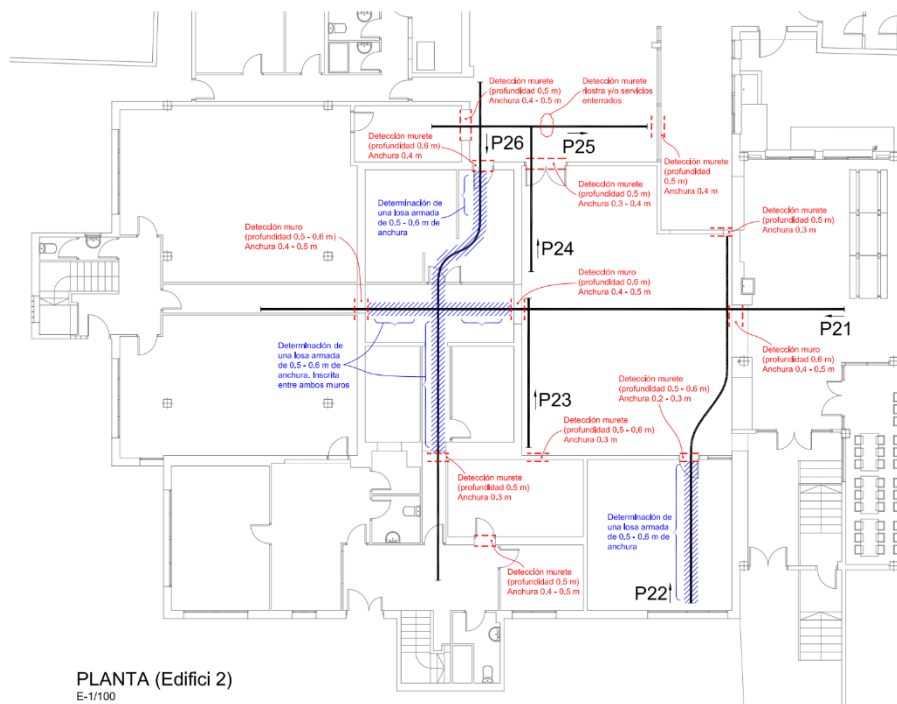 Detección murete
(profundidad 0,5 m)
Anchura 0.4 - 0.5 m
Detección murete
riostra y/o servicios
enterrados
Detección murete
(profundidad 0,6 m)
Anchura 0.4 m
P26
P25
Detección murete
(profundidad
0,5 m)
Anchura 0.4 m
Detección murete
(profundidad 0,5 m)
Anchura 0.3 - 0.4 m
Determinación de
una losa armada
de 0,5 - 0,6 m de
anchura
Detección murete
(profundidad 0,5 m)
Anchura 0.3 m
Detección muro
(profundidad 0,5 - 0,6 m)
Anchura 0.4 - 0.5 m
P24
Detección muro
(profundidad 0,6 m)
Anchura 0.4 - 0.5 m
P21
Determinación de
una losa armada
de 0,5 - 0,6 m de
anchura. Inscrita
entre ambos muros
Detección muro
(profundidad 0,6 m)
Anchura 0.4 - 0.5 m
Detección murete
(profundidad 0,5 - 0,6 m)
Anchura 0.2 - 0.3 m
P23
Detección murete
(profundidad 0,5 - 0,6 m)
Anchura 0.3 m
Detección murete
(profundidad 0.5 m)
Anchura 0.3 m
Determinación de
una losa armada
de 0,5 - 0,6 m de
anchura
Detección murete
(profundidad 0,5 m)
Anchura 0.4 - 0.5 m
P22
PLANTA (Edifici 2)
E-1/100